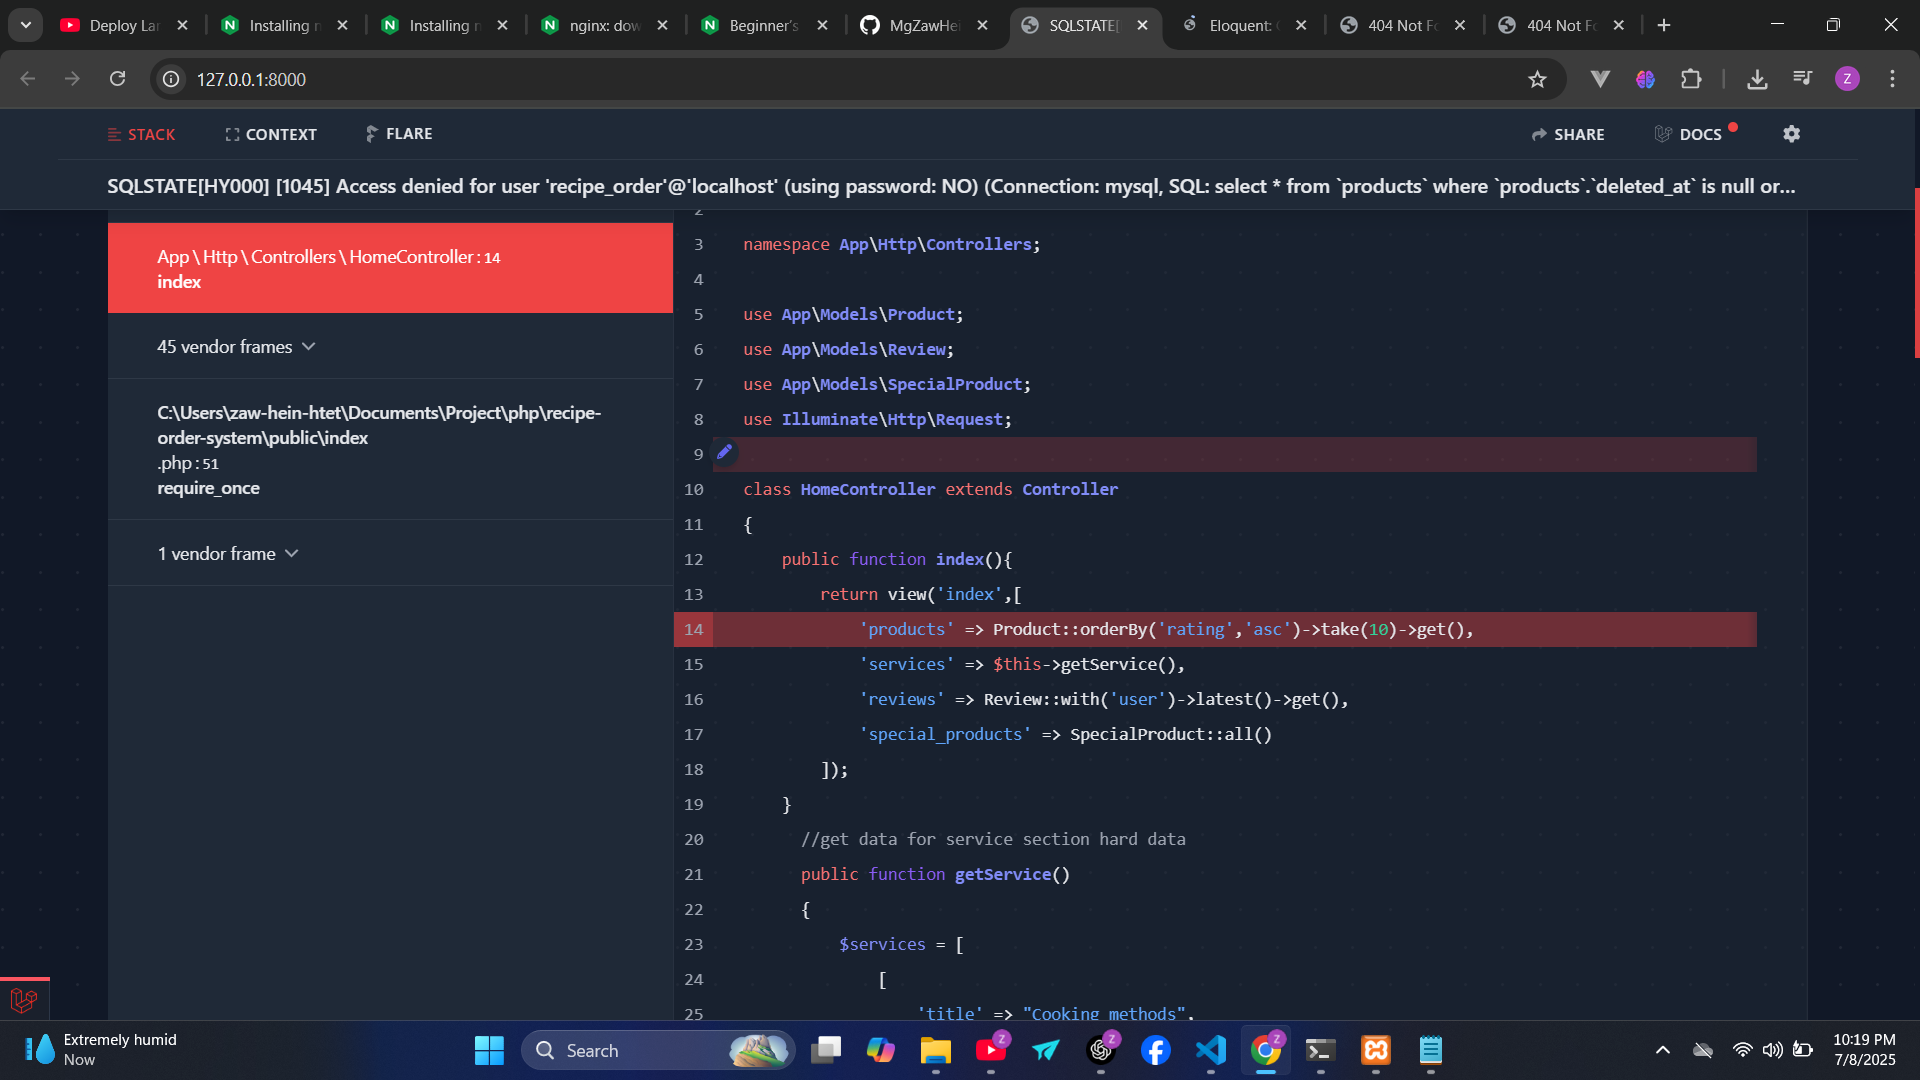 Deploy Lar
Installing n
Installing n
nginx: dow
Beginner's
MgZawHei
SQLSTATE[
Eloquent:
404 Not Fo
404 Not Fo
127.0.0.1:8000
Z
STACK
CONTEXT
FLARE
SHARE
DOCS
SQLSTATE[HY000] [1045] Access denied for user 'recipe_order'@'localhost' (using password: NO) (Connection: mysql, SQL: select * from `products` where `products`.`deleted_at` is null or...
App \ Http \ Controllers \ HomeController : 14
index
45 vendor frames
C:\Users\zaw-hein-htet\Documents\Project\php\recipe-
order-system\public\index
.php : 51
require_once
1 vendor frame
2
3 namespace App\Http\Controllers;
4
5 use App\Models\Product;
6 use App\Models\Review;
7 use App\Models\SpecialProduct;
8 use Illuminate\Http\Request;
9
10 class HomeController extends Controller
11 {
12 public function index(){
13 return view('index',[
14 'products' => Product::orderBy('rating','asc')->take(10)->get(),
15 'services' => $this->getService(),
16 'reviews' => Review::with('user')->latest()->get(),
17 'special_products' => SpecialProduct::all()
18 ]);
19 }
20 //get data for service section hard data
21 public function getService()
22 {
23 $services = [
24 [
25 'title' => "Cooking methods",
Extremely humid
Now
Search
Z
Z
Z
10:19 PM
7/8/2025